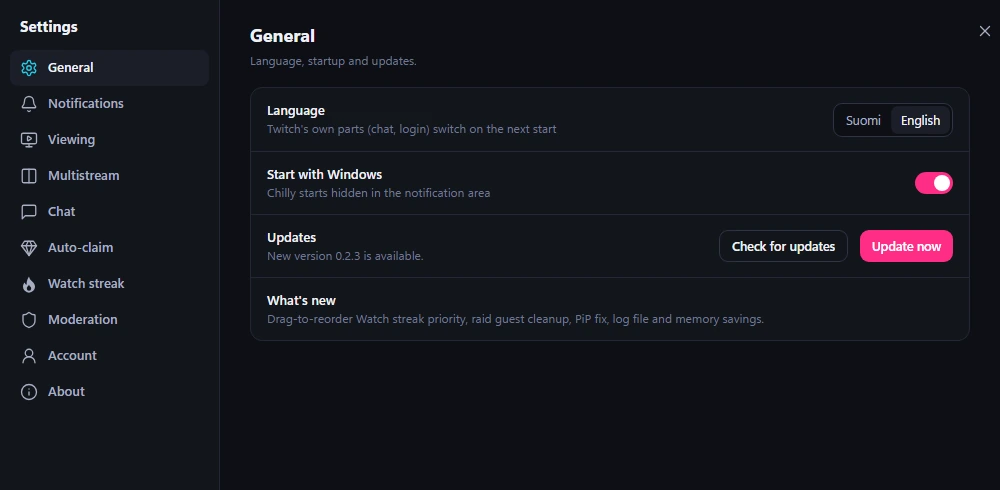 Settings
General
Notifications
Viewing
Multistream
Chat
Auto-claim
Watch streak
Moderation
Account
About
General
Language, startup and updates.
Language
Twitch's own parts (chat, login) switch on the next start
Suomi English
Start with Windows
Chilly starts hidden in the notification area
Updates
New version 0.2.3 is available.
Check for updates Update now
What's new
Drag-to-reorder Watch streak priority, raid guest cleanup, PiP fix, log file and memory savings.